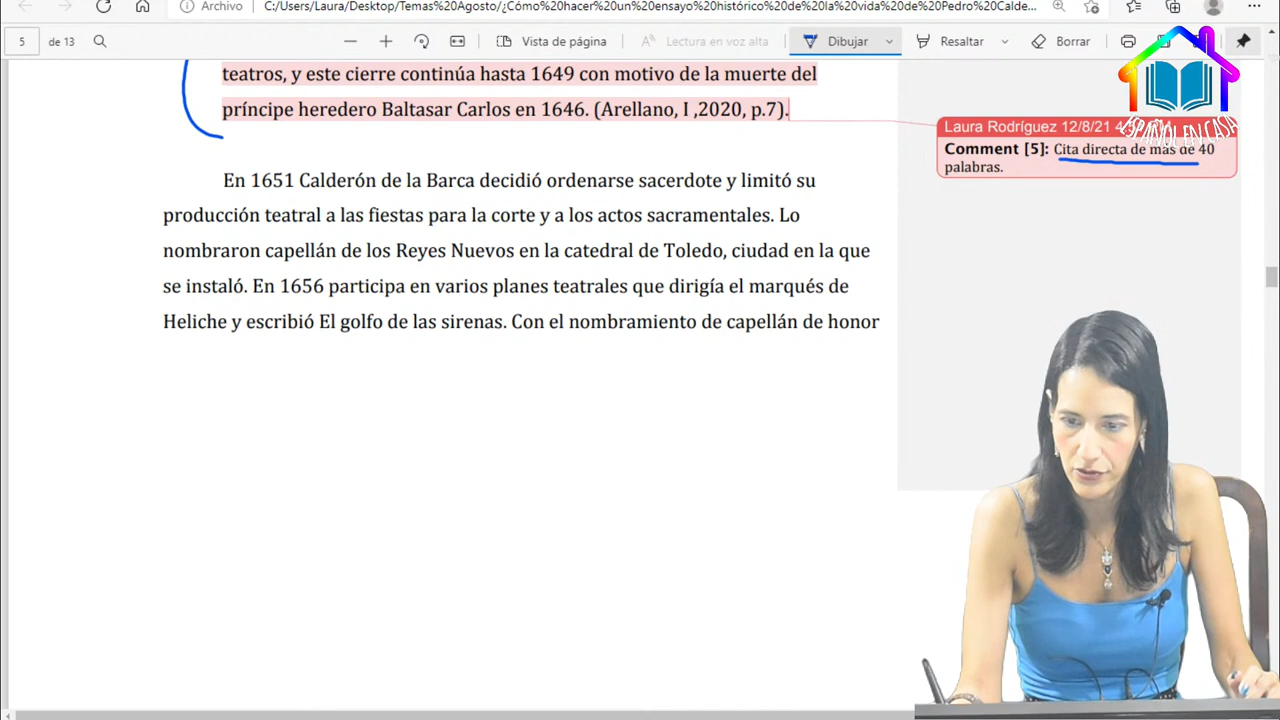 Archivo C:/Users/Laura/Desktop/Temas%20Agosto/¿Cómo%20hacer%20un%20ensayo%20histórico%20de%20la%20vida%20de%20Pedro%20Calde...
5 de 13 Vista de página Lectura en voz alta Dibujar Resaltar Borrar
ESPAÑOL EN CASA
teatros, y este cierre continúa hasta 1649 con motivo de la muerte del
príncipe heredero Baltasar Carlos en 1646. (Arellano, I ,2020, p.7).
Laura Rodríguez 12/8/21 4
Comment [5]: Cita directa de más de 40
palabras.
En 1651 Calderón de la Barca decidió ordenarse sacerdote y limitó su
producción teatral a las fiestas para la corte y a los actos sacramentales. Lo
nombraron capellán de los Reyes Nuevos en la catedral de Toledo, ciudad en la que
se instaló. En 1656 participa en varios planes teatrales que dirigía el marqués de
Heliche y escribió El golfo de las sirenas. Con el nombramiento de capellán de honor